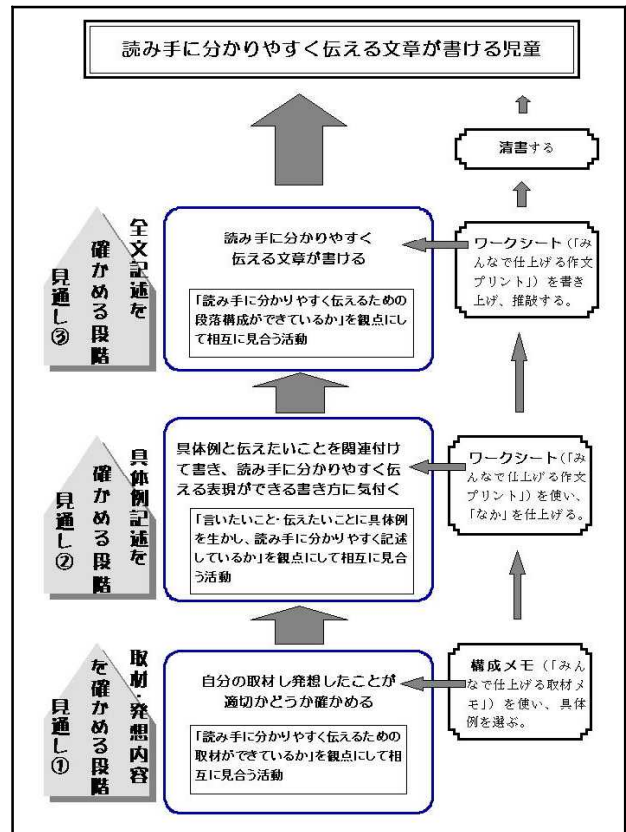 読み手に分かりやすく伝える文章が書ける児童
清書する
全文記述を
確かめる段階
見通し③
読み手に分かりやすく
伝える文章が書ける
「読み手に分かりやすく伝えるための
段落構成ができているか」を観点にし
て相互に見合う活動
ワークシート(「み
んなで仕上げる作文
プリント」)を書き
上げ、推敲する。
具体例記述を
確かめる段階
見通し②
具体例と伝えたいことを関連付け
て書き、読み手に分かりやすく伝
える表現ができる書き方に気付く
「言いたいこと・伝えたいことに具体例
を生かし、読み手に分かりやすく記述
しているか」を観点にして相互に見合
う活動
ワークシート(「み
んなで仕上げる作文
プリント」)を使い、
「なか」を仕上げる。
取材・発想内容
を確かめる段階
見通し①
自分の取材し発想したことが
適切かどうか確かめる
「読み手に分かりやすく伝えるための
取材ができているか」を観点にして相
互に見合う活動
構成メモ(「みん
なで仕上げる取材メ
モ」)を使い、具体
例を選ぶ。